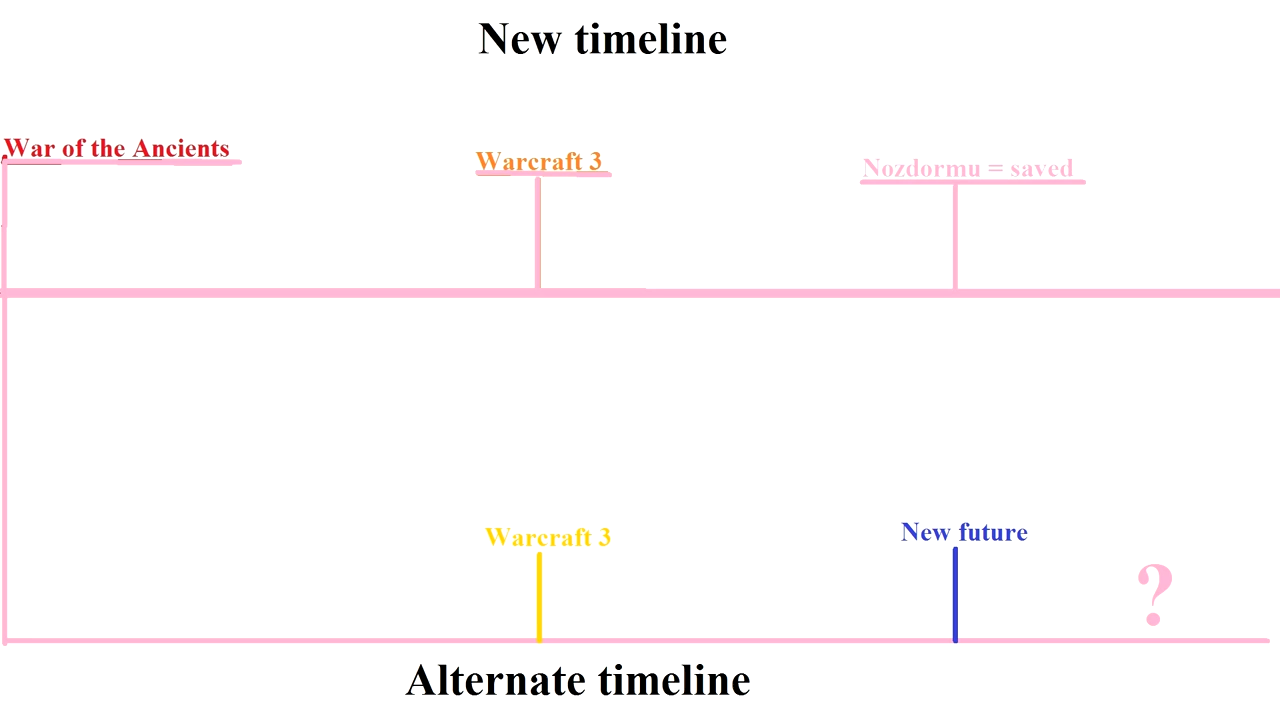 New timeline
War of the Ancients
Warcraft 3
Nozdormu = saved
Warcraft 3
New future
?
Alternate timeline